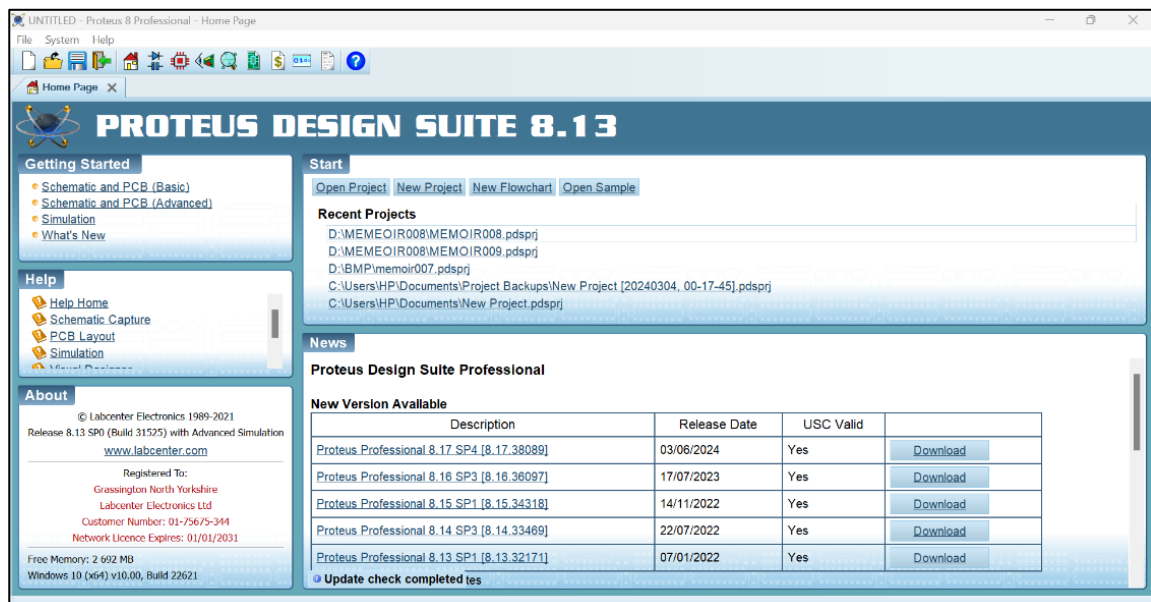 UNTITLED - Proteus 8 Professional - Home Page
File System Help
Home Page
PROTEUS DESIGN SUITE 8.13
Getting Started
Schematic and PCB (Basic)
Schematic and PCB (Advanced)
Simulation
What's New
Help
Help Home
Schematic Capture
PCB Layout
Simulation
About
© Labcenter Electronics 1989-2021
Release 8.13 SP0 (Build 31525) with Advanced Simulation
www.labcenter.com
Registered To:
Grassington North Yorkshire
Labcenter Electronics Ltd
Customer Number: 01-75675-344
Network Licence Expires: 01/01/2031
Free Memory: 2 692 MB
Windows 10 (x64) v10.00, Build 22621
Start
Open Project New Project New Flowchart Open Sample
Recent Projects
D:\MEMEOIR008\MEMOIR008.pdsprj
D:\MEMEOIR008\MEMOIR009.pdsprj
D:\BMP\memoir007.pdsprj
C:\Users\HP\Documents\Project Backups\New Project [20240304, 00-17-45].pdsprj
C:\Users\HP\Documents\New Project.pdsprj
News
Proteus Design Suite Professional
New Version Available
Description Release Date USC Valid
Proteus Professional 8.17 SP4 [8.17.38089] 03/06/2024 Yes Download
Proteus Professional 8.16 SP3 [8.16.36097] 17/07/2023 Yes Download
Proteus Professional 8.15 SP1 [8.15.34318] 14/11/2022 Yes Download
Proteus Professional 8.14 SP3 [8.14.33469] 22/07/2022 Yes Download
Proteus Professional 8.13 SP1 [8.13.32171] 07/01/2022 Yes Download
Update check completed